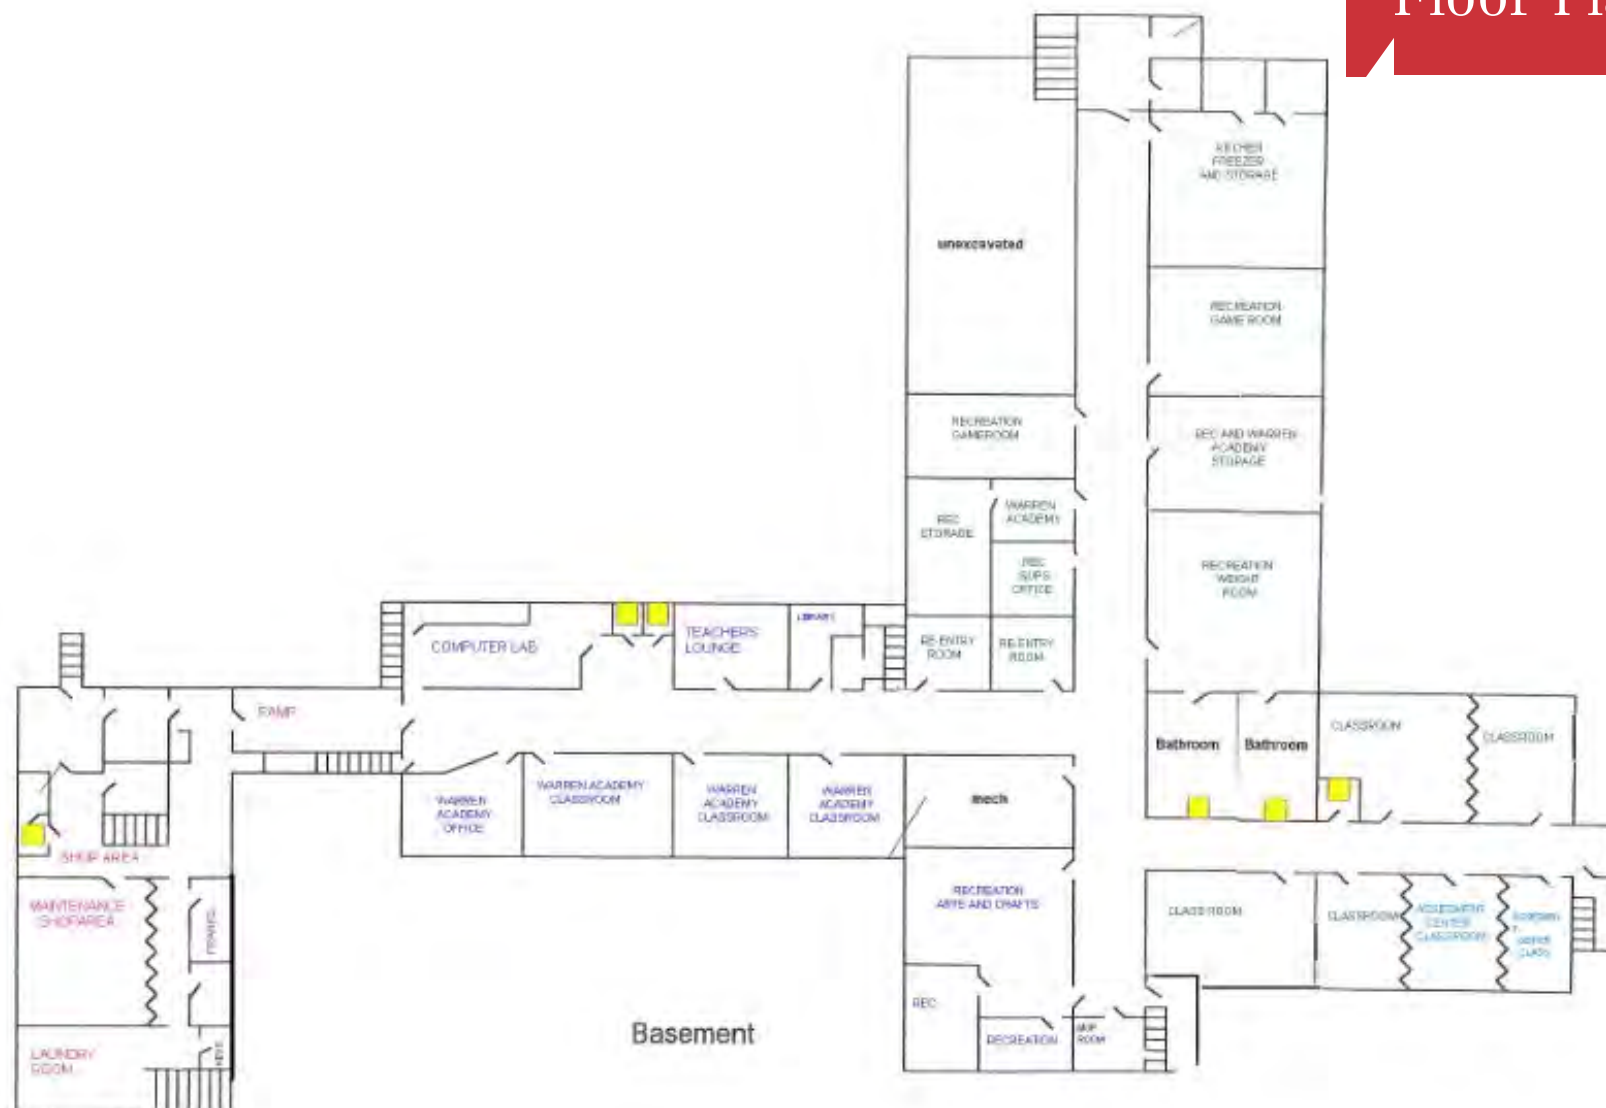 Floor
KITCHEN
FREEZER
AND STORAGE
unexcavated
RECREATION
GAME ROOM
RECREATION
GAMEROOM
REC AND WARREN
ACADEMY
STORAGE
REC
STORAGE
WARREN
ACADEMY
REC
SUPS
OFFICE
RECREATION
WEIGHT
ROOM
RE-ENTRY
ROOM
RE-ENTRY
ROOM
COMPUTER LAB
TEACHERS
LOUNGE
LIBRARY
RAMP
Bathroom
Bathroom
CLASSROOM
CLASSROOM
WARREN
ACADEMY
OFFICE
WARREN ACADEMY
CLASSROOM
WARREN
ACADEMY
CLASSROOM
WARREN
ACADEMY
CLASSROOM
mech
SHOP AREA
MAINTENANCE
SHOP AREA
RECREATION
ARTS AND CRAFTS
CLASSROOM
CLASSROOM
ASSESSMENT
CENTER
CLASSROOM
CLASS
REC
RECREATION
MOP
ROOM
LAUNDRY
ROOM
Basement